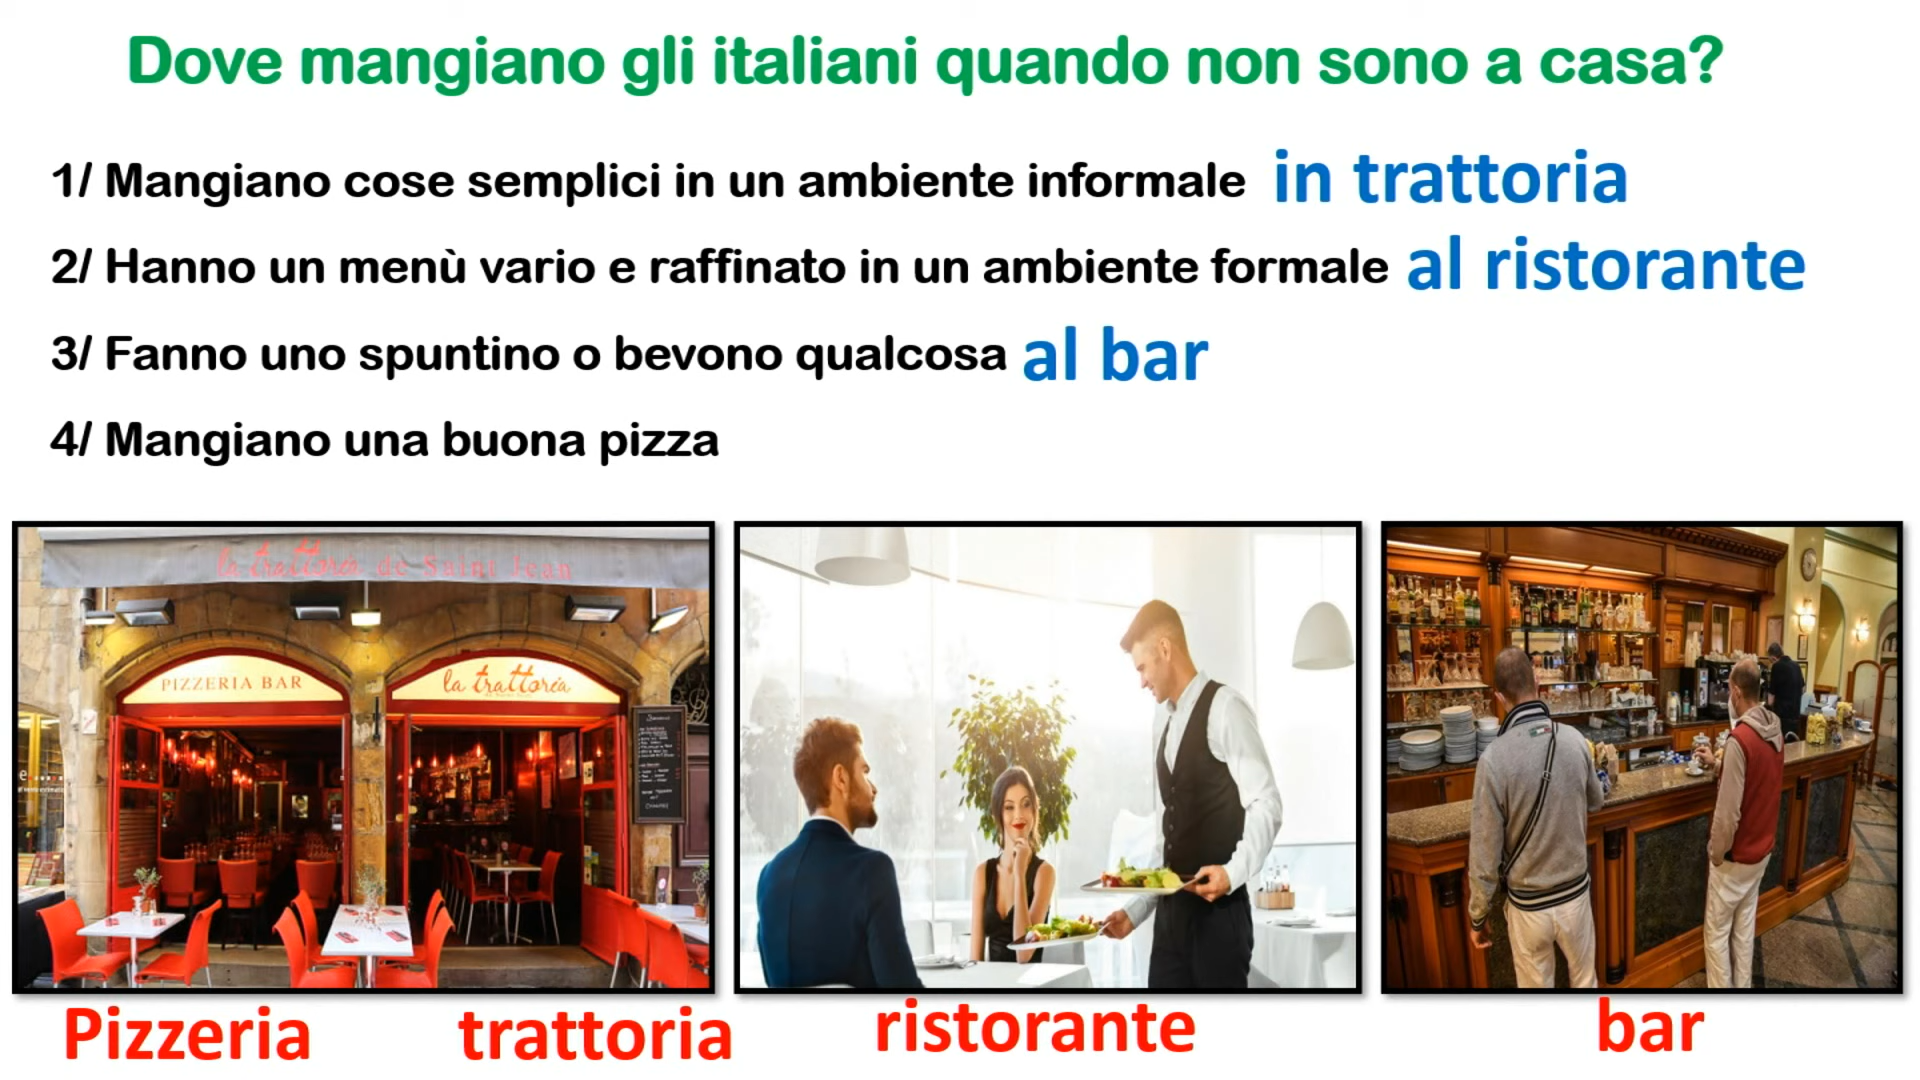 Dove mangiano gli italiani quando non sono a casa?
1/ Mangiano cose semplici in un ambiente informale in trattoria
2/ Hanno un menù vario e raffinato in un ambiente formale al ristorante
3/ Fanno uno spuntino o bevono qualcosa al bar
4/ Mangiano una buona pizza
la trattoria de Saint Jean
PIZZERIA BAR
la trattoria
Pizzeria
trattoria
ristorante
bar